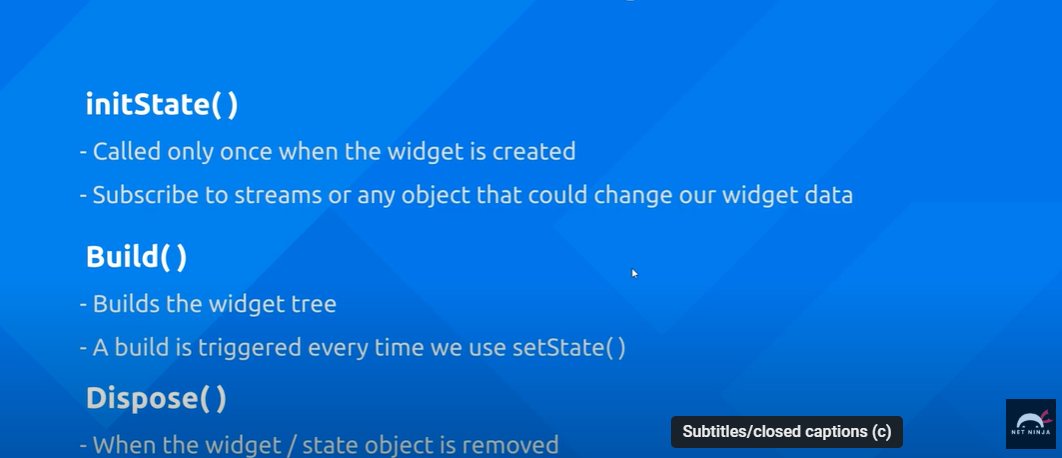 initState( )
- Called only once when the widget is created
- Subscribe to streams or any object that could change our widget data
Build( )
- Builds the widget tree
- A build is triggered every time we use setState( )
Dispose( )
- When the widget / state object is removed
Subtitles/closed captions (c)
NET NINJA